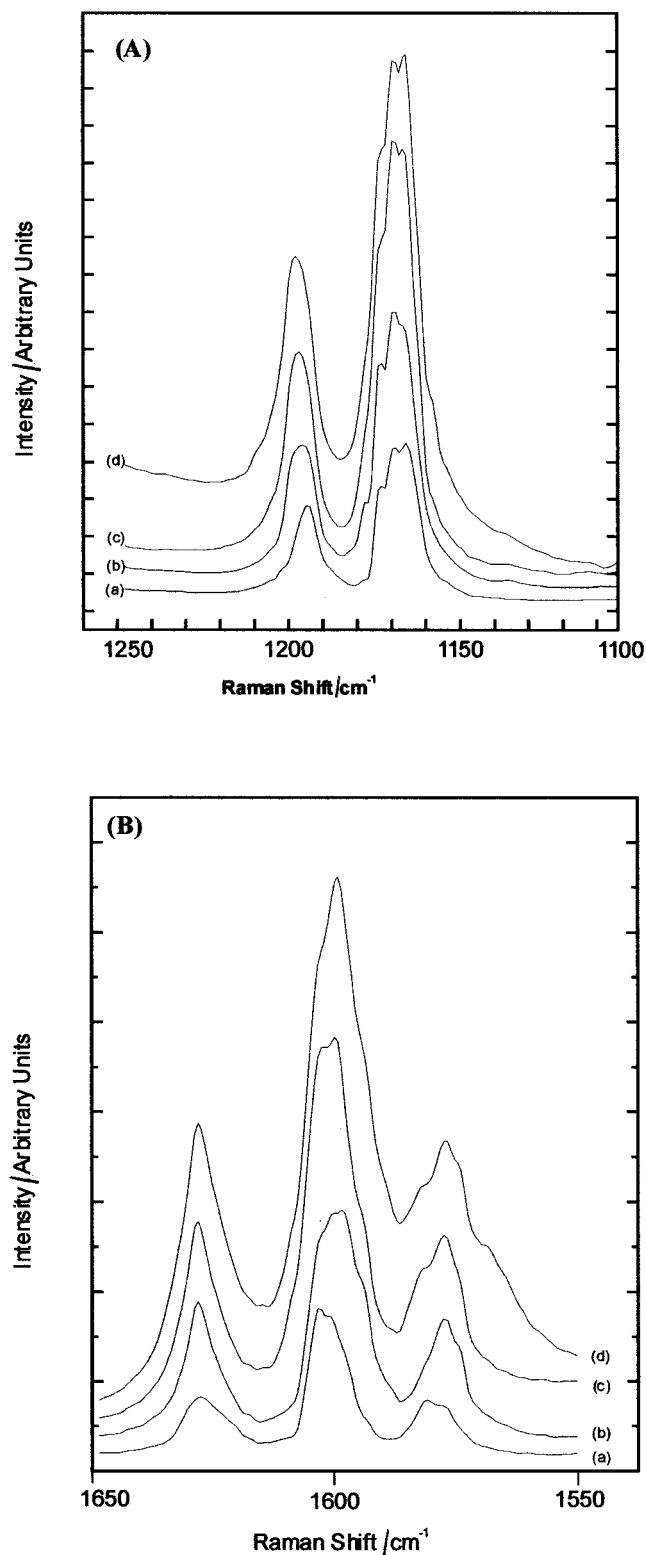 (A)
Intensity/Arbitrary Units
(d)
(c)
(b)
(a)
1250 1200 1150 1100
Raman Shift/cm-1
(B)
Intensity/Arbitrary Units
(d)
(c)
(b)
(a)
1650 1600 1550
Raman Shift /cm-1